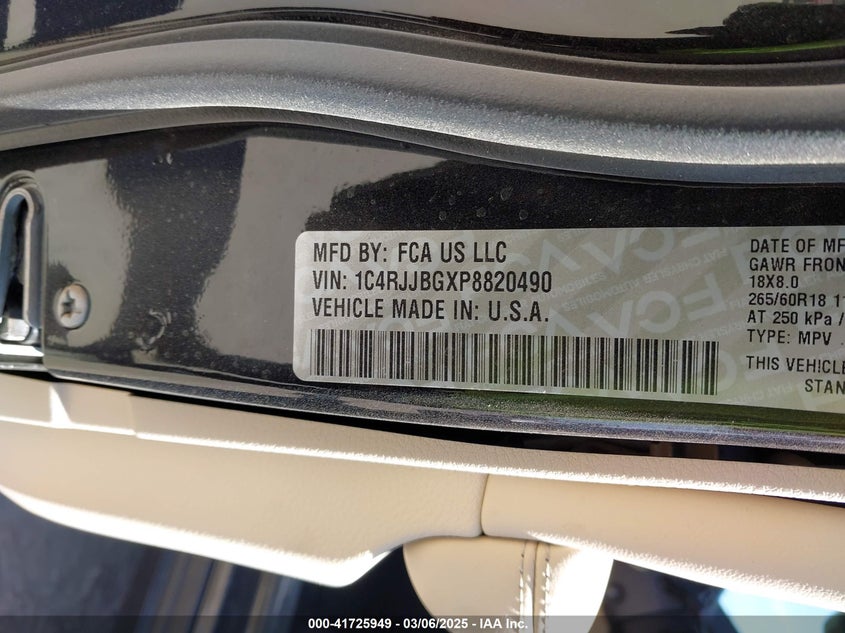 MFD BY: FCA US LLC
VIN: 1C4RJJBGXP8820490
VEHICLE MADE IN: U.S.A.
DATE OF MF
GAWR FRON
18X8.0
265/60R18 11
AT 250 kPa /
TYPE: MPV
THIS VEHICLE
STAN
000-41725949 - 03/06/2025 - IAA Inc.